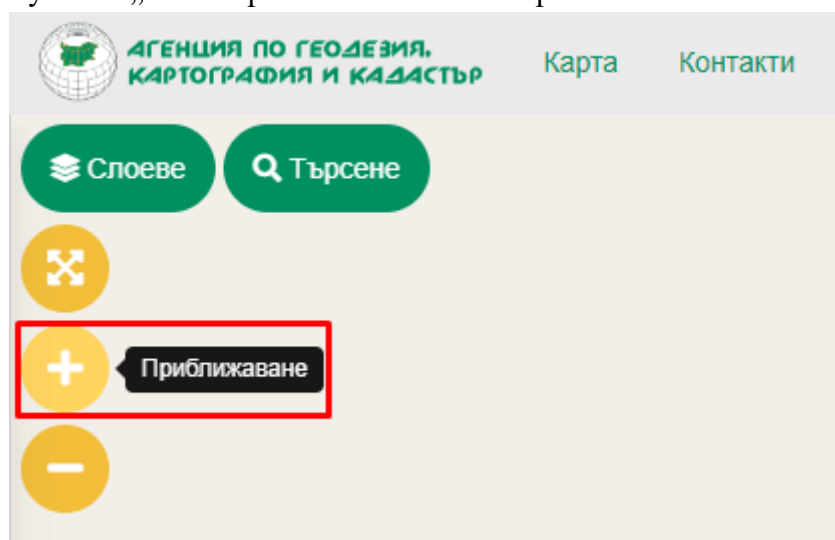 АГЕНЦИЯ ПО ГЕОДЕЗИЯ,
КАРТОГРАФИЯ И КАДАСТЪР
Карта Контакти
Слоеве Търсене
Приближаване